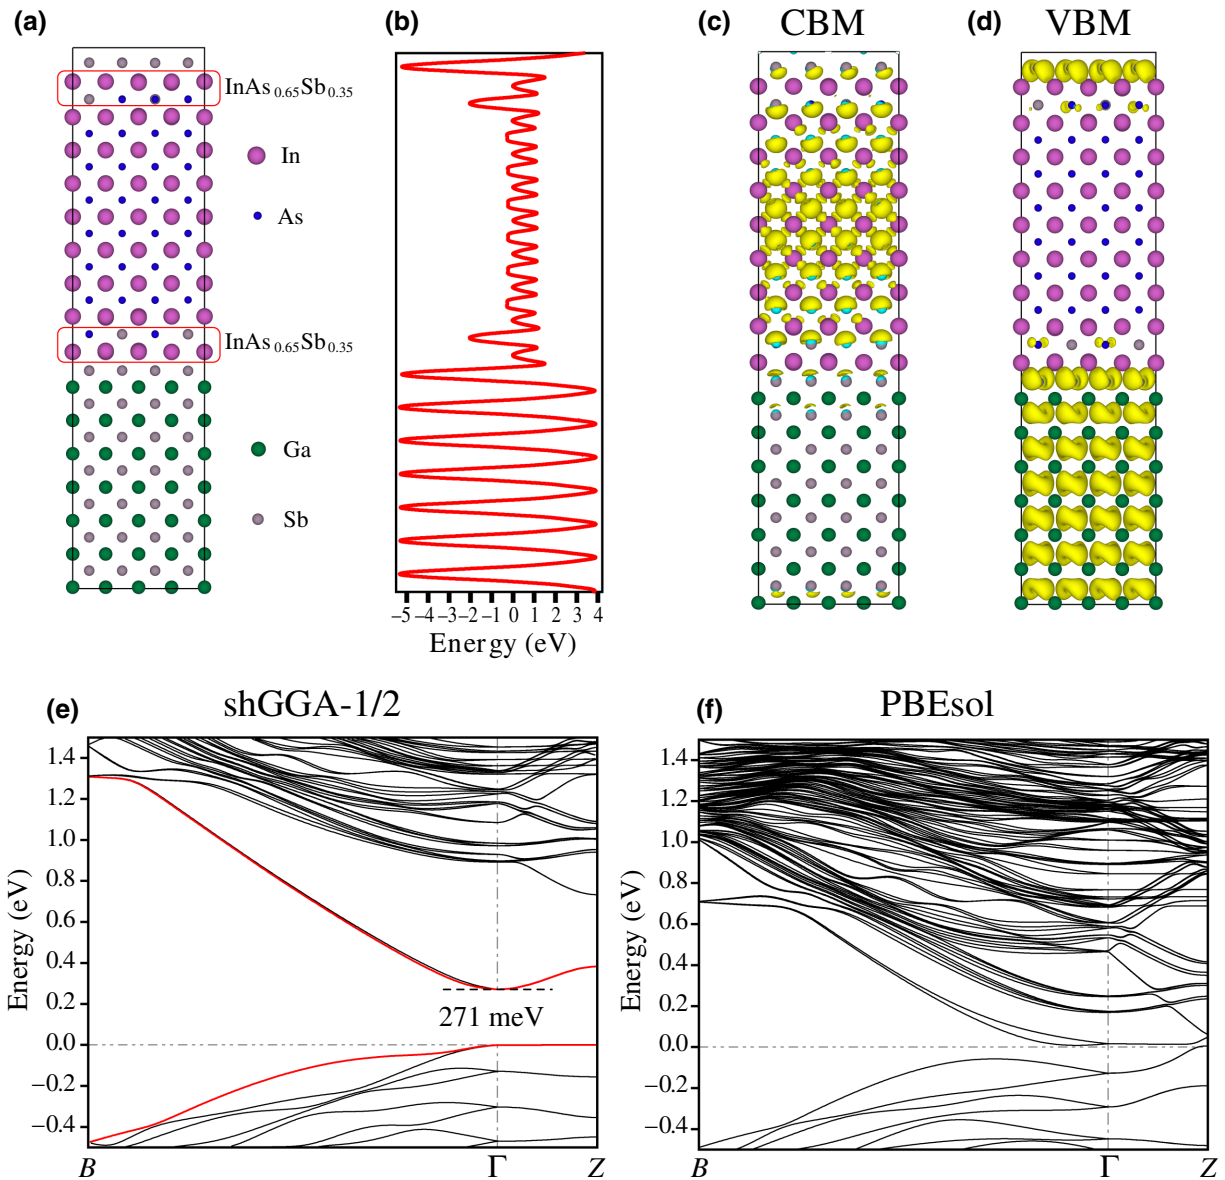 (a)
InAs0.65Sb0.35
In
As
InAs0.65Sb0.35
Ga
Sb
(b)
−5 −4 −3 −2 −1 0 1 2 3 4
Energy (eV)
(c) CBM
(d) VBM
(e) shGGA-1/2
1.4
1.2
1.0
0.8
0.6
0.4
0.2
0.0
−0.2
−0.4
Energy (eV)
271 meV
B Γ Z
(f) PBEsol
1.4
1.2
1.0
0.8
0.6
0.4
0.2
0.0
−0.2
−0.4
Energy (eV)
B Γ Z